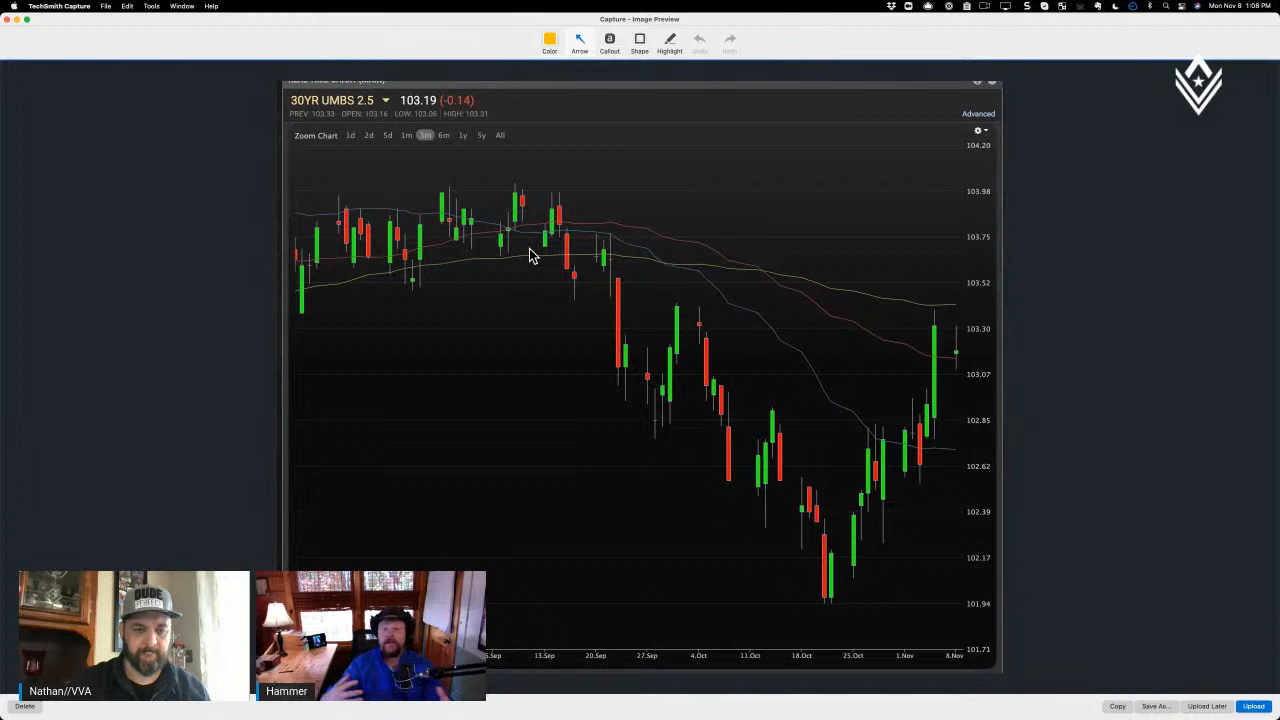 TechSmith Capture File Edit Tools Window Help Mon Nov 8 1:08 PM
Capture - Image Preview
Color Arrow Callout Shape Highlight Undo Redo
30YR UMBS 2.5 103.19 (-0.14)
PREV: 103.33 OPEN: 103.16 LOW: 103.06 HIGH: 103.31
Advanced
Zoom Chart 1d 2d 5d 1m 3m 6m 1y 5y All
104.20
103.98
103.75
103.52
103.30
103.07
102.85
102.62
102.39
102.17
101.94
101.71
13.Sep 20.Sep 27.Sep 4.Oct 11.Oct 18.Oct 25.Oct 1.Nov 8.Nov
DUDE
PERFECT
Nathan//VVA
Hammer
Delete Copy Save As... Upload Later Upload